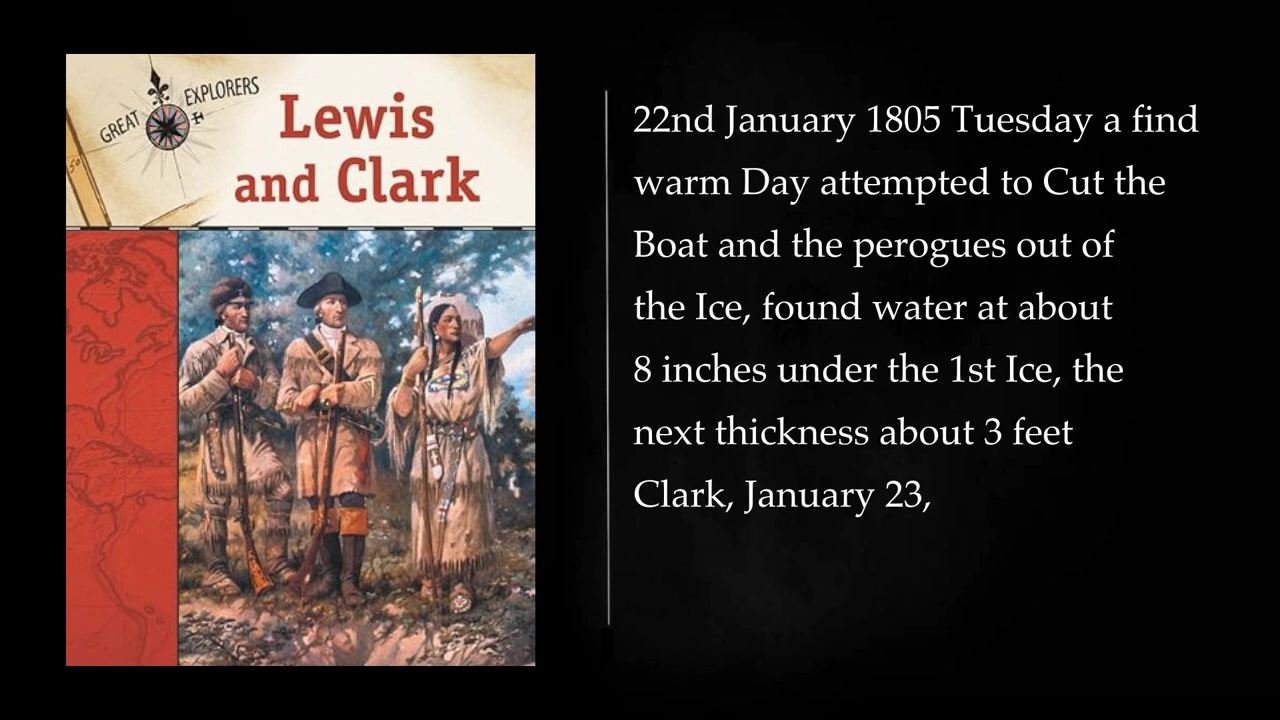 GREAT EXPLORERS
Lewis
and Clark
50
22nd January 1805 Tuesday a find
warm Day attempted to Cut the
Boat and the perogues out of
the Ice, found water at about
8 inches under the 1st Ice, the
next thickness about 3 feet
Clark, January 23,